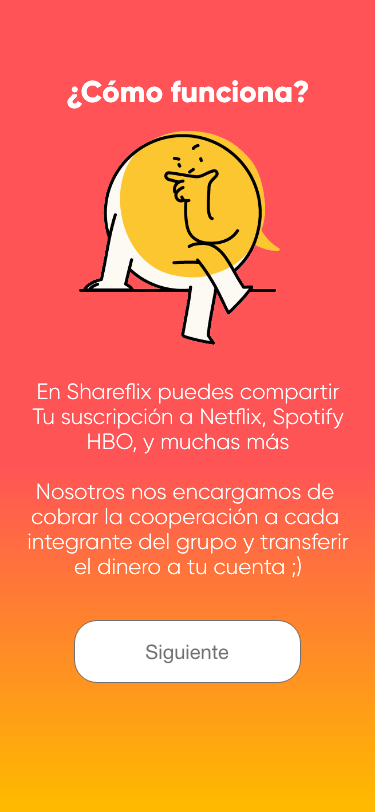 ¿Cómo funciona?
En Shareflix puedes compartir
Tu suscripción a Netflix, Spotify
HBO, y muchas más
Nosotros nos encargamos de
cobrar la cooperación a cada
integrante del grupo y transferir
el dinero a tu cuenta ;)
Siguiente